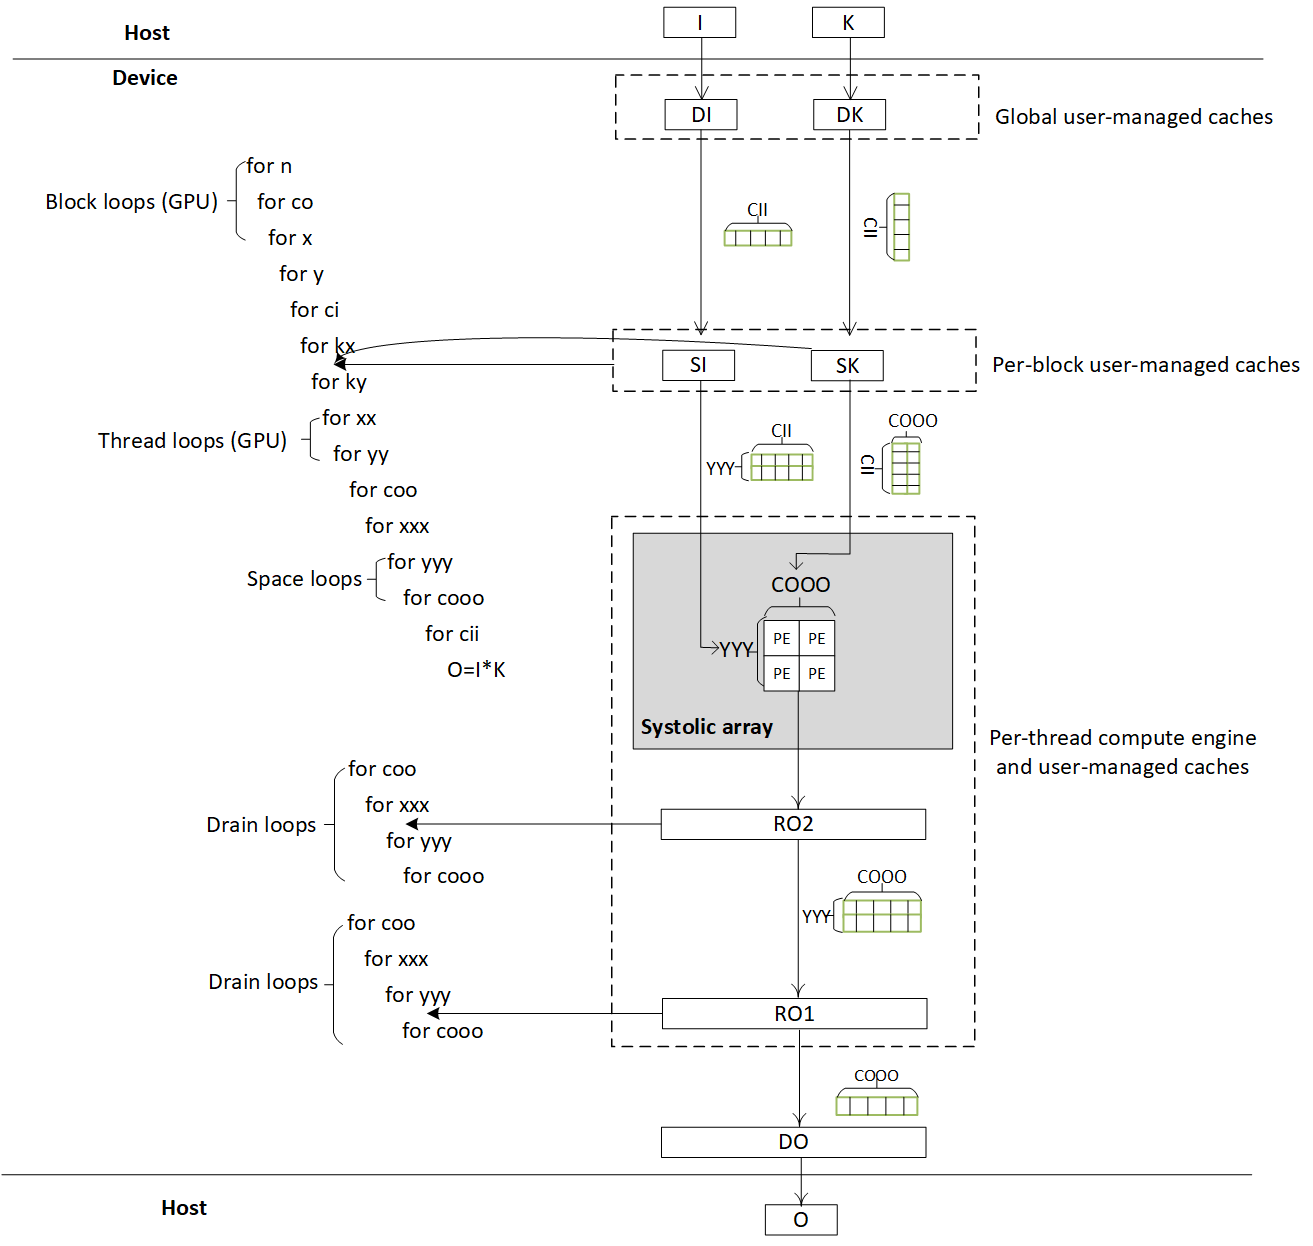 Host
I
K
Device
DI
DK
Global user-managed caches
for n
Block loops (GPU)
for co
for x
for y
for ci
for kx
for ky
CII
CII
SI
SK
Per-block user-managed caches
for xx
Thread loops (GPU)
for yy
for coo
for xxx
CII
YYY
COOO
CII
for yyy
Space loops
for cooo
for cii
O=I*K
COOO
YYY
PE
PE
PE
PE
Systolic array
Per-thread compute engine
and user-managed caches
for coo
for xxx
Drain loops
for yyy
for cooo
RO2
COOO
YYY
for coo
for xxx
Drain loops
for yyy
for cooo
RO1
COOO
DO
Host
O